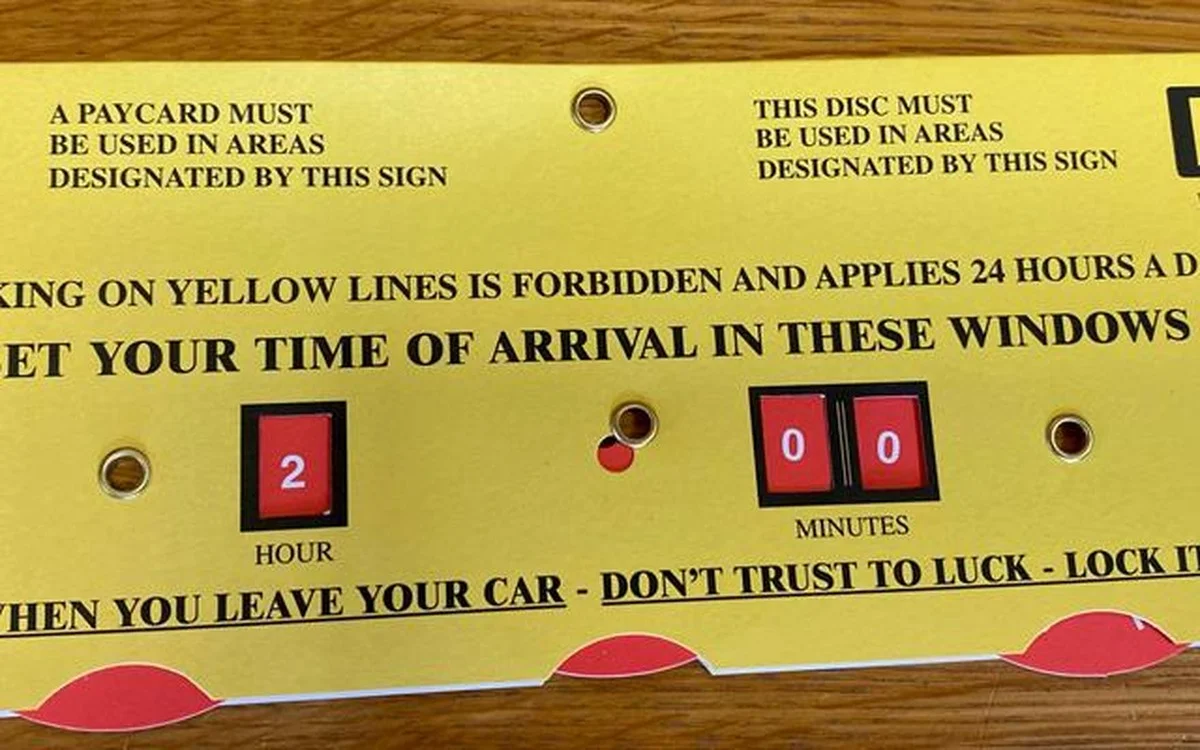 A PAYCARD MUST
BE USED IN AREAS
DESIGNATED BY THIS SIGN
THIS DISC MUST
BE USED IN AREAS
DESIGNATED BY THIS SIGN
KING ON YELLOW LINES IS FORBIDDEN AND APPLIES 24 HOURS A D
ET YOUR TIME OF ARRIVAL IN THESE WINDOWS
2
0 0
HOUR
MINUTES
HEN YOU LEAVE YOUR CAR - DON'T TRUST TO LUCK - LOCK IT